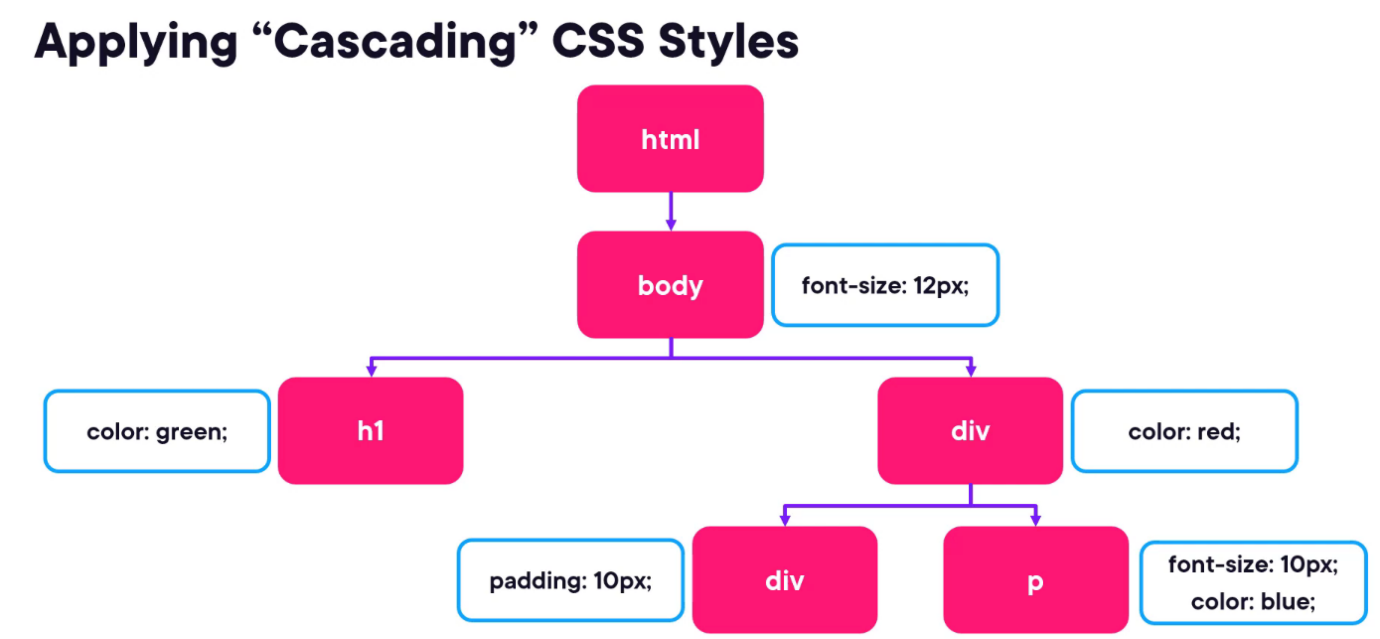 Applying “Cascading” CSS Styles
html
body
font-size: 12px;
color: green;
h1
div
color: red;
padding: 10px;
div
p
font-size: 10px;
color: blue;